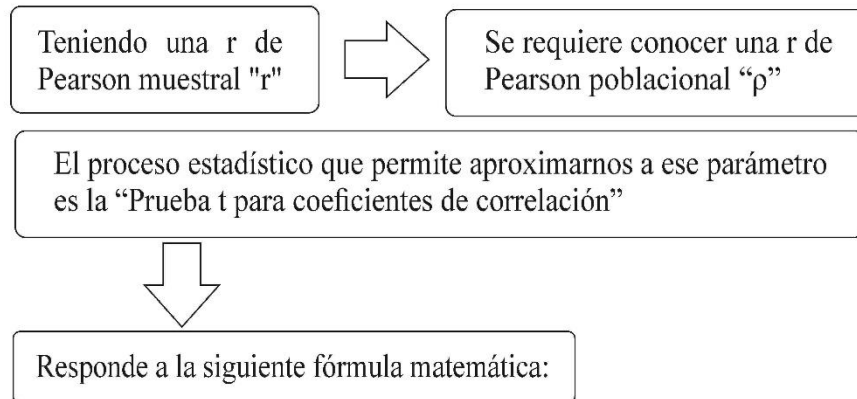 Teniendo una r de
Pearson muestral "r"
Se requiere conocer una r de
Pearson poblacional “ρ”
El proceso estadístico que permite aproximarnos a ese parámetro
es la “Prueba t para coeficientes de correlación”
Responde a la siguiente fórmula matemática: